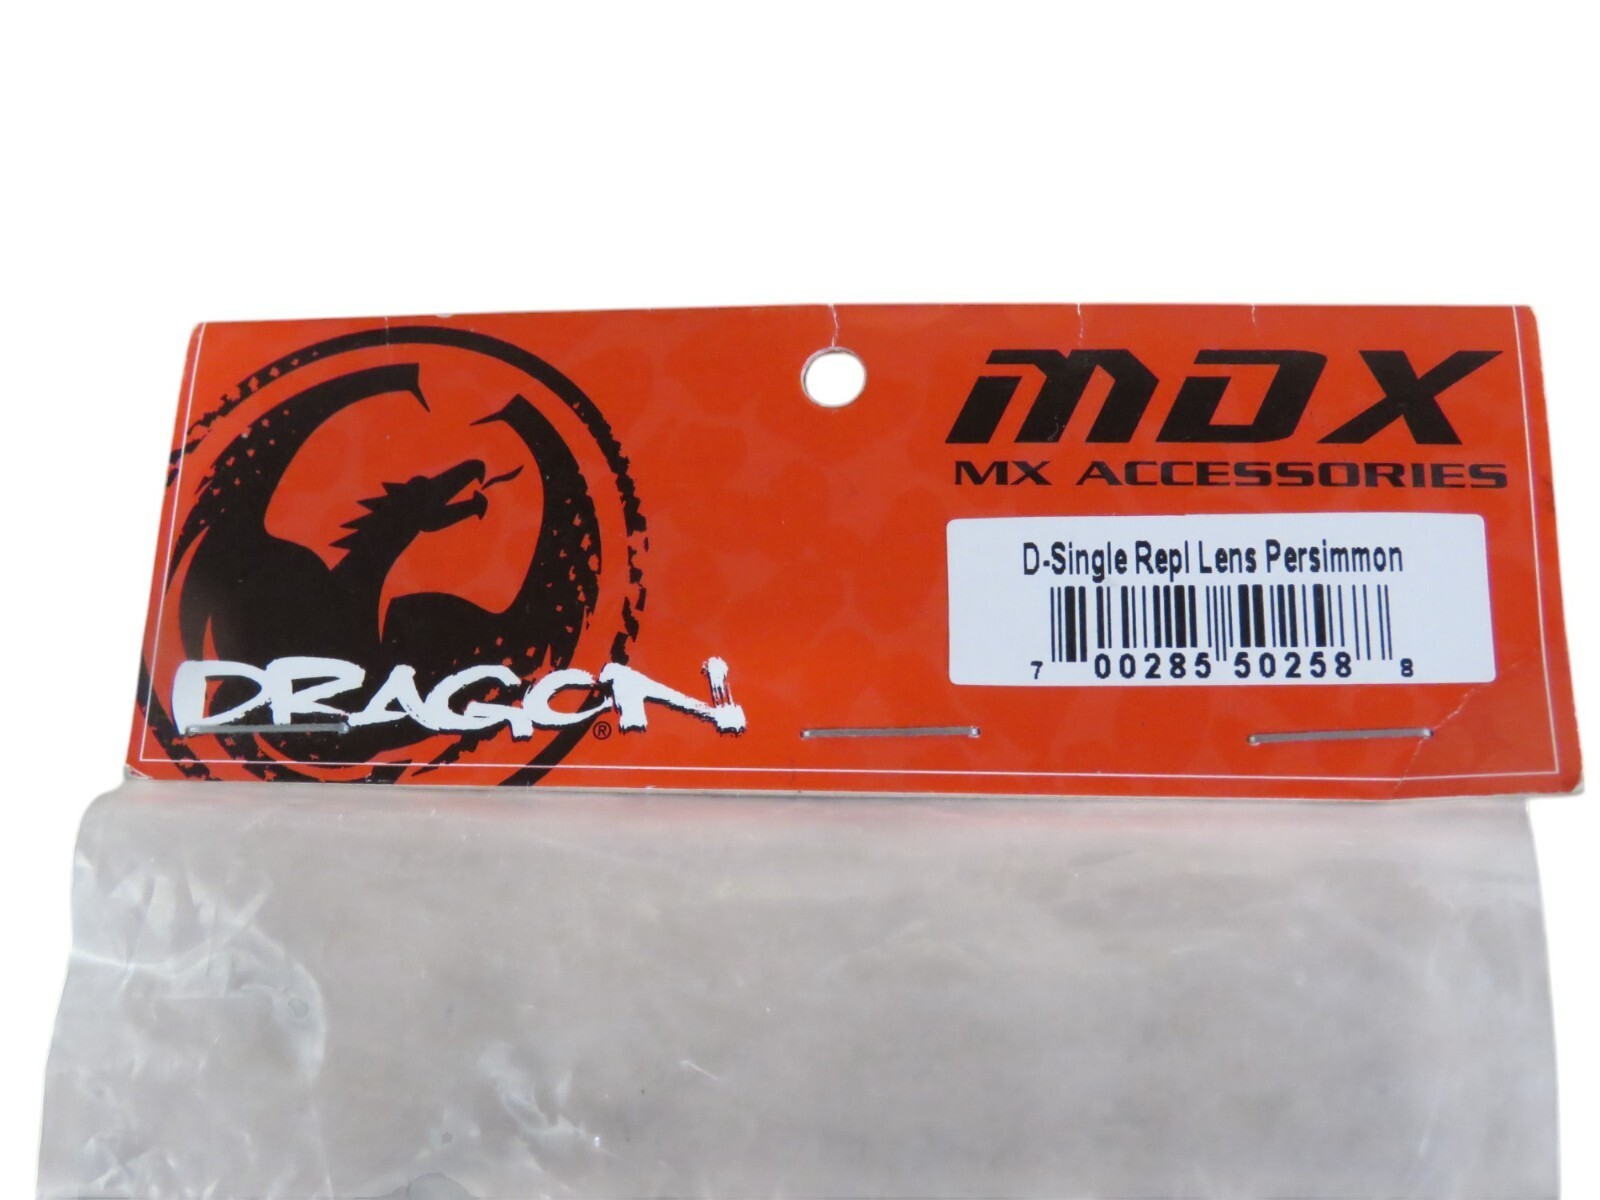 MDX
MX ACCESSORIES
D-Single Repl Lens Persimmon
7 00285 50258 8
DRAGON®